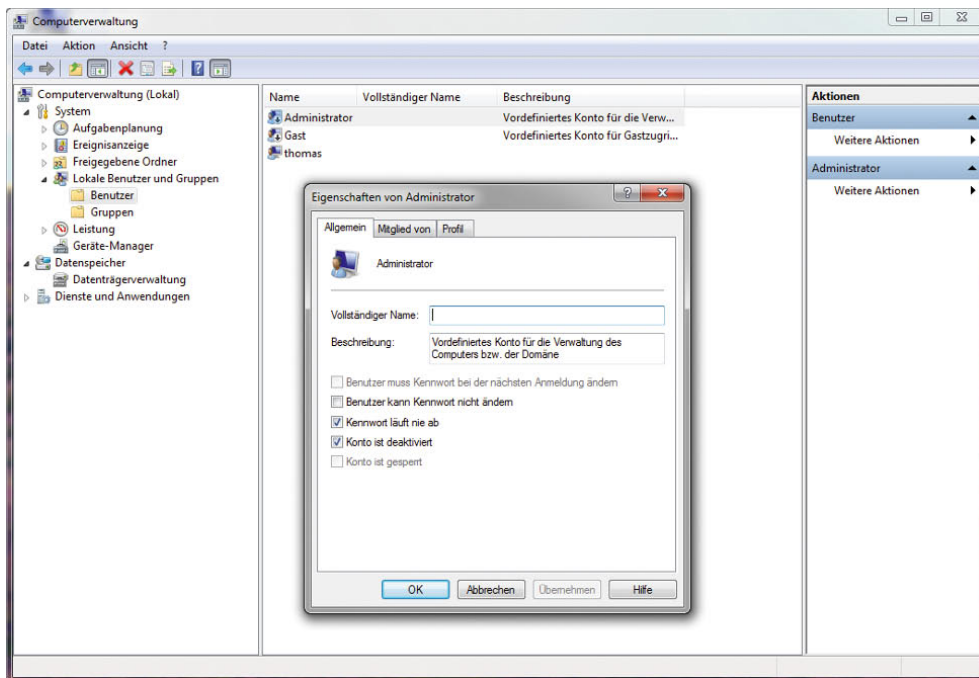 Computerverwaltung
Datei Aktion Ansicht ?
Computerverwaltung (Lokal)
System
Aufgabenplanung
Ereignisanzeige
Freigegebene Ordner
Lokale Benutzer und Gruppen
Benutzer
Gruppen
Leistung
Geräte-Manager
Datenspeicher
Datenträgerverwaltung
Dienste und Anwendungen
Name Vollständiger Name Beschreibung
Administrator Vordefiniertes Konto für die Verw...
Gast Vordefiniertes Konto für Gastzugri...
thomas
Eigenschaften von Administrator
Allgemein Mitglied von Profil
Administrator
Vollständiger Name:
Beschreibung: Vordefiniertes Konto für die Verwaltung des
Computers bzw. der Domäne
Benutzer muss Kennwort bei der nächsten Anmeldung ändern
Benutzer kann Kennwort nicht ändern
Kennwort läuft nie ab
Konto ist deaktiviert
Konto ist gesperrt
OK Abbrechen Übernehmen Hilfe
Aktionen
Benutzer
Weitere Aktionen
Administrator
Weitere Aktionen